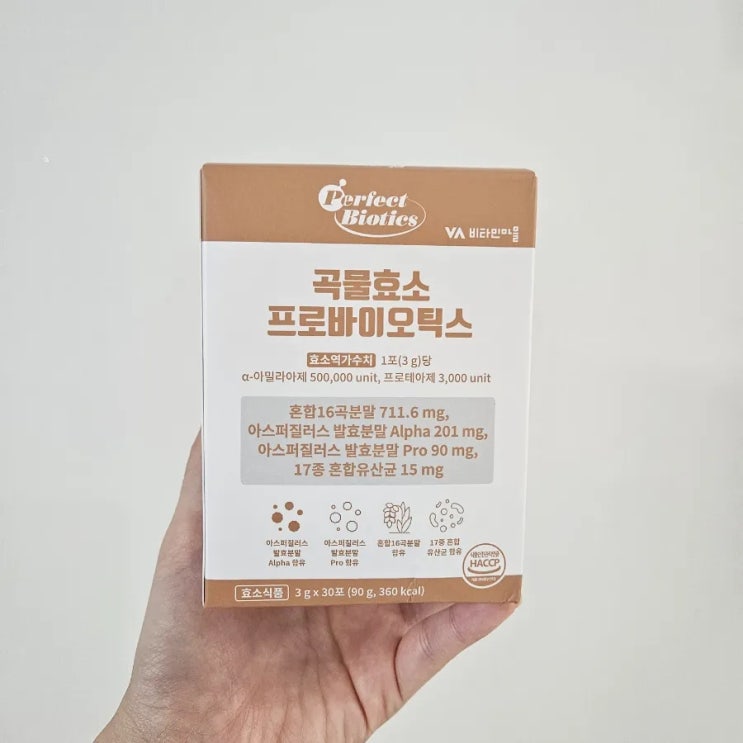 Perfect
Biotics
VA 비타민마을
곡물효소
프로바이오틱스
효소역가수치 1포(3 g)당
α-아밀라아제 500,000 unit, 프로테아제 3,000 unit
혼합16곡분말 711.6 mg,
아스퍼질러스 발효분말 Alpha 201 mg,
아스퍼질러스 발효분말 Pro 90 mg,
17종 혼합유산균 15 mg
아스퍼질러스
발효분말
Alpha 함유
아스퍼질러스
발효분말
Pro 함유
혼합16곡분말
함유
17종 혼합
유산균 함유
HACCP
효소식품 3 g x 30포 (90 g, 360 kcal)